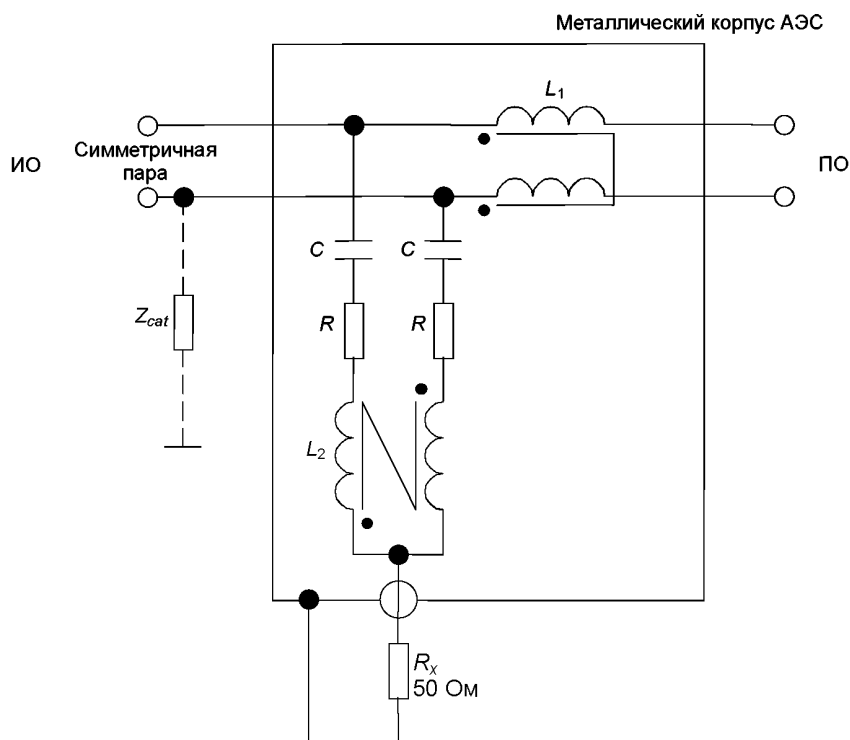 Металлический корпус АЭС
L1
ИО
Симметричная
пара
ПО
C
C
Zcat
R
R
L2
Rx
50 Ом